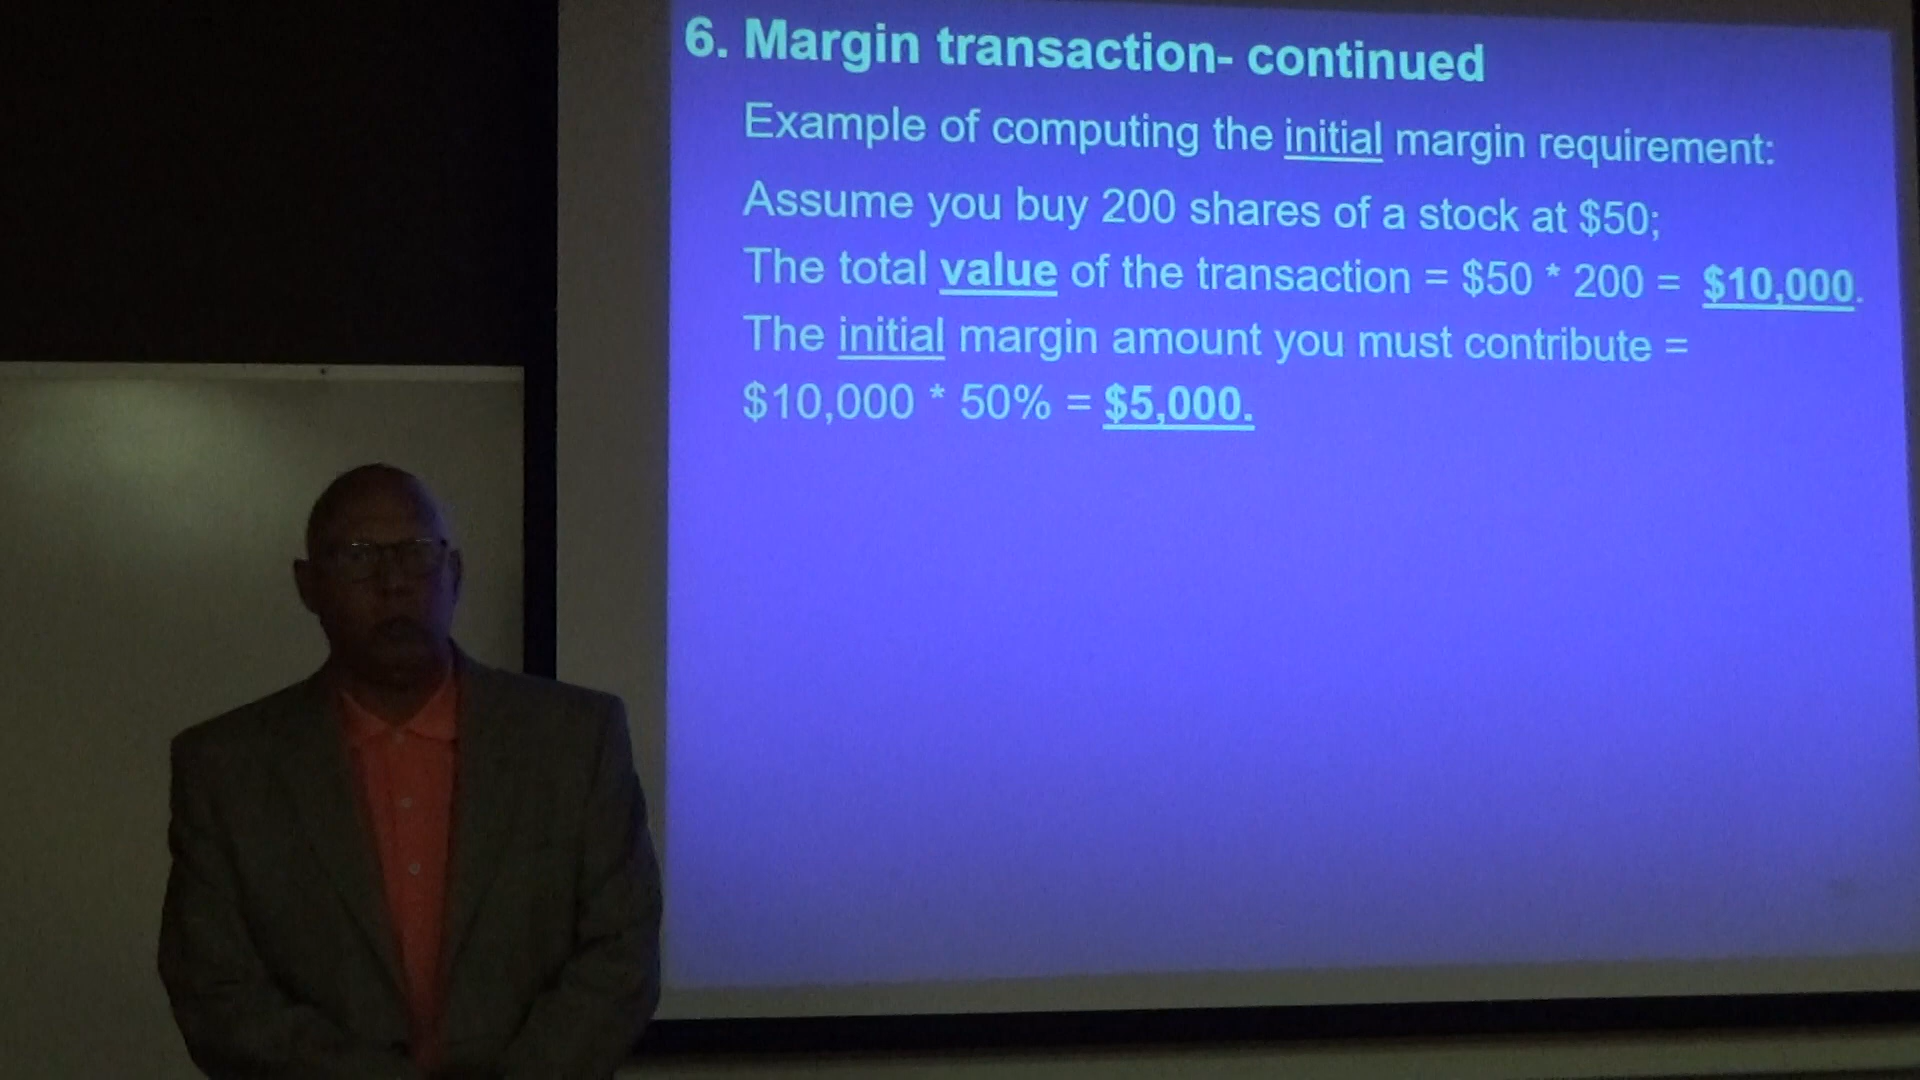 6. Margin transaction- continued
Example of computing the initial margin requirement:
Assume you buy 200 shares of a stock at $50;
The total value of the transaction = $50 * 200 = $10,000.
The initial margin amount you must contribute =
$10,000 * 50% = $5,000.